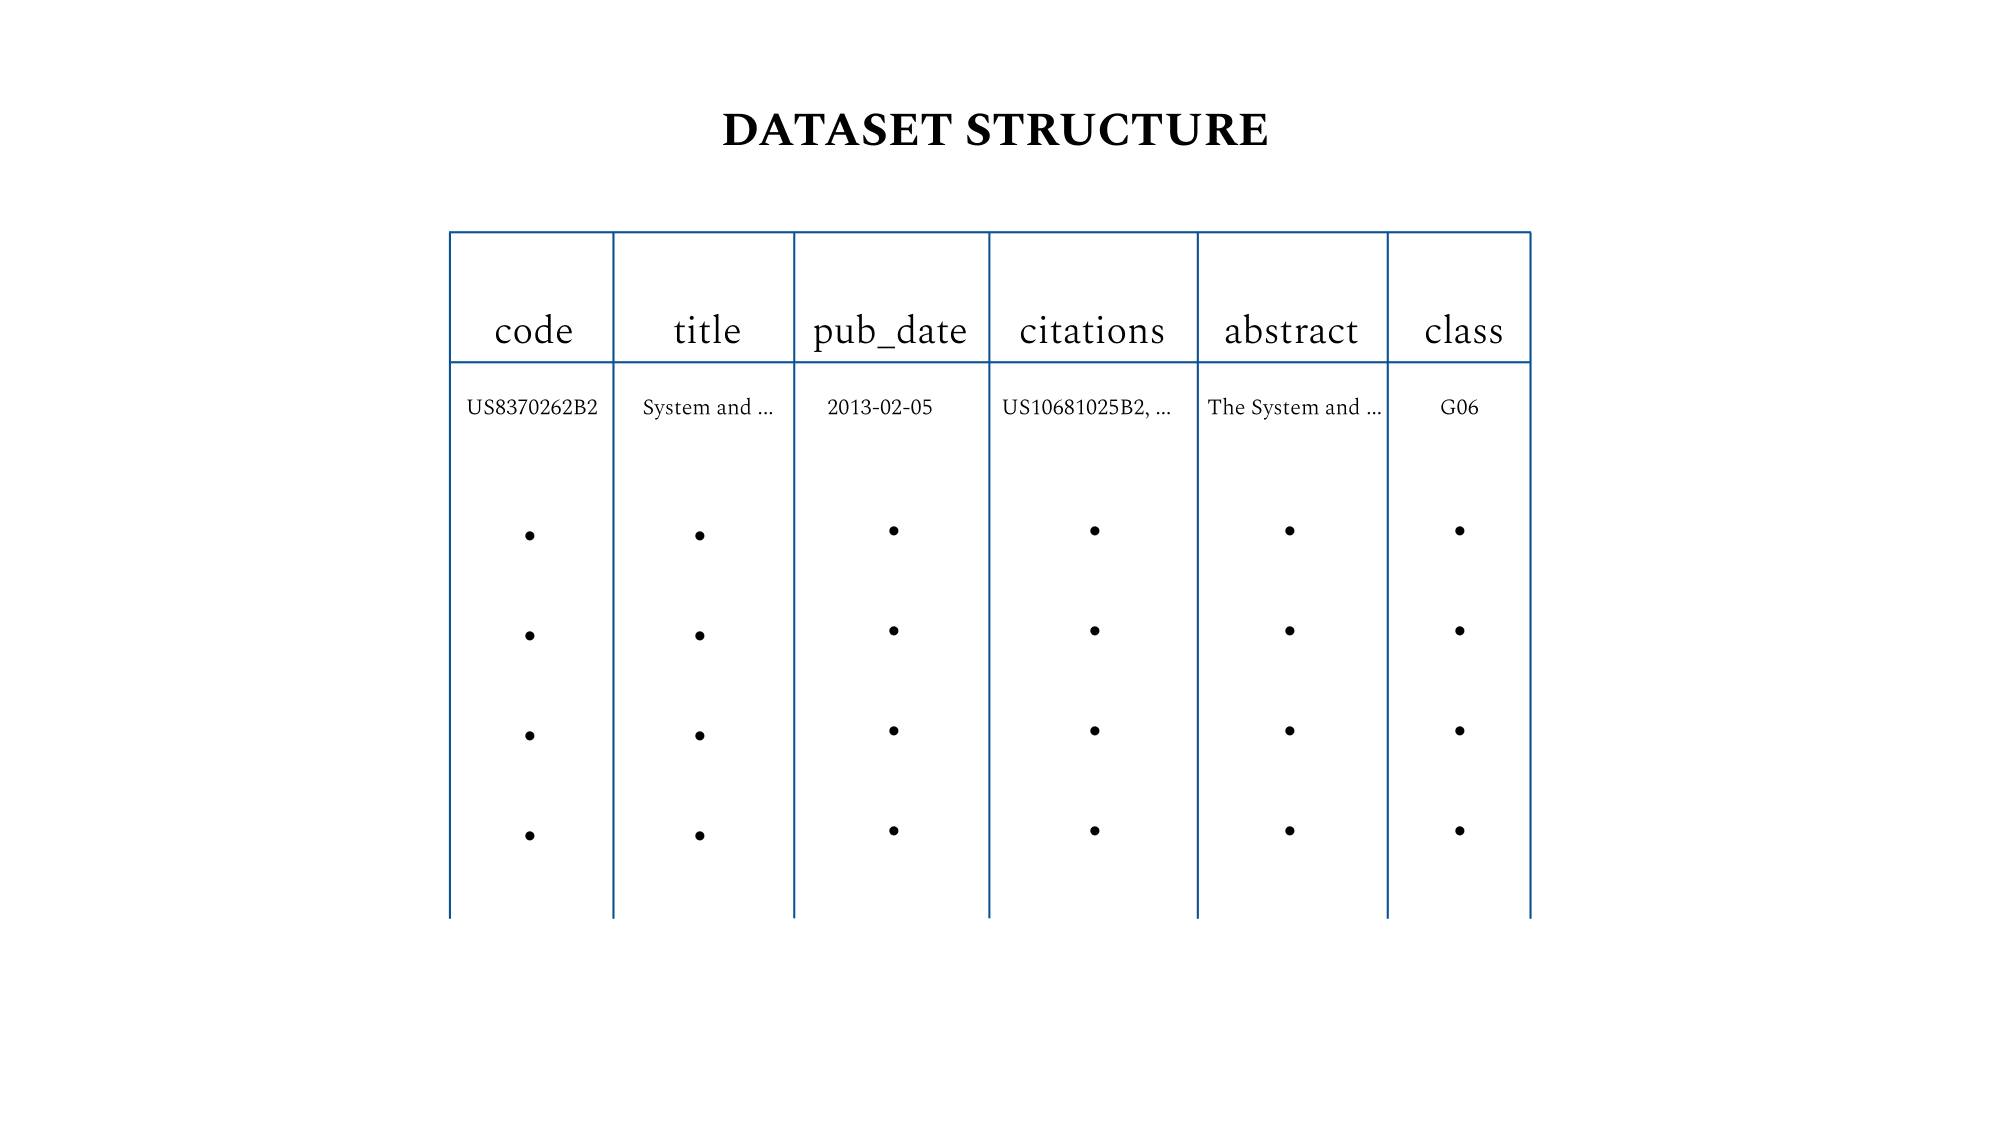 DATASET STRUCTURE
code title pub_date citations abstract class
US8370262B2 System and ... 2013-02-05 US10681025B2, ... The System and ... G06